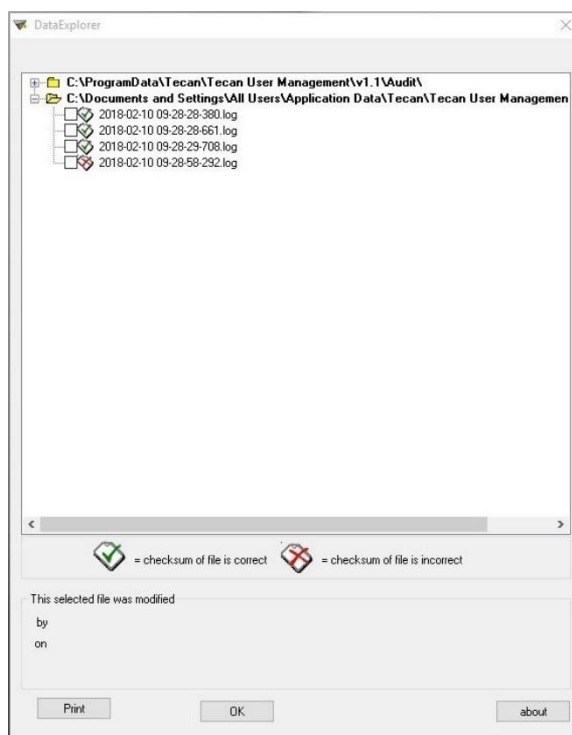 DataExplorer
C:\ProgramData\Tecan\Tecan User Management\v1.1\Audit\
C:\Documents and Settings\All Users\Application Data\Tecan\Tecan User Managemen
2018-02-10 09-28-28-380.log
2018-02-10 09-28-28-661.log
2018-02-10 09-28-29-708.log
2018-02-10 09-28-58-292.log
= checksum of file is correct = checksum of file is incorrect
This selected file was modified
by
on
Print OK about